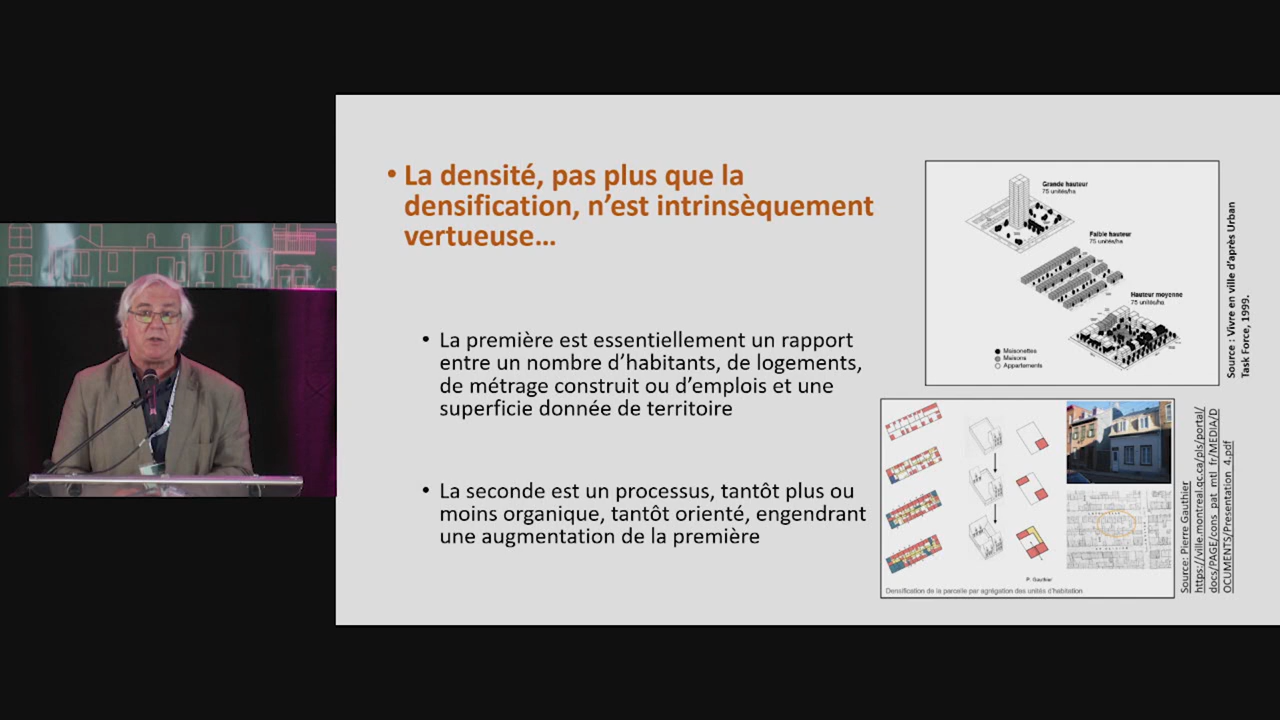 • La densité, pas plus que la
densification, n’est intrinsèquement
vertueuse…
• La première est essentiellement un rapport
entre un nombre d’habitants, de logements,
de métrage construit ou d’emplois et une
superficie donnée de territoire
• La seconde est un processus, tantôt plus ou
moins organique, tantôt orienté, engendrant
une augmentation de la première
Grande hauteur
75 unités/ha
Faible hauteur
75 unités/ha
Hauteur moyenne
75 unités/ha
Maisonettes
Maisons
Appartements
Source : Vivre en ville d’après Urban
Task Force, 1999.
P. Gauthier
Densification de la parcelle par agrégation des unités d'habitation
Source: Pierre Gauthier
https://ville.montreal.qc.ca/pls/portal/
docs/PAGE/cons_pat_mtl_fr/MEDIA/D
OCUMENTS/Presentation_4.pdf